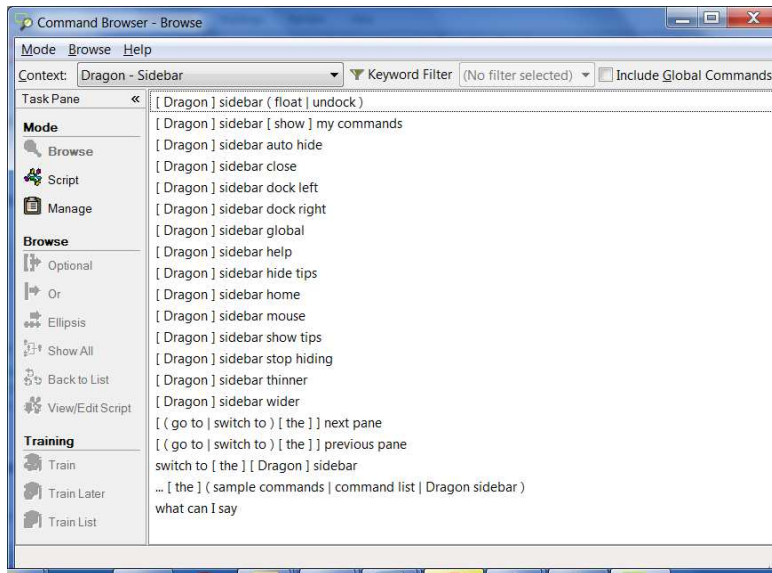 Command Browser - Browse
Mode Browse Help
Context: Dragon - Sidebar Keyword Filter (No filter selected) Include Global Commands
Task Pane «
Mode
Browse
Script
Manage
Browse
Optional
Or
Ellipsis
Show All
Back to List
View/Edit Script
Training
Train
Train Later
Train List
[ Dragon ] sidebar ( float | undock )
[ Dragon ] sidebar [ show ] my commands
[ Dragon ] sidebar auto hide
[ Dragon ] sidebar close
[ Dragon ] sidebar dock left
[ Dragon ] sidebar dock right
[ Dragon ] sidebar global
[ Dragon ] sidebar help
[ Dragon ] sidebar hide tips
[ Dragon ] sidebar home
[ Dragon ] sidebar mouse
[ Dragon ] sidebar show tips
[ Dragon ] sidebar stop hiding
[ Dragon ] sidebar thinner
[ Dragon ] sidebar wider
[ ( go to | switch to ) [ the ] ] next pane
[ ( go to | switch to ) [ the ] ] previous pane
switch to [ the ] [ Dragon ] sidebar
... [ the ] ( sample commands | command list | Dragon sidebar )
what can I say